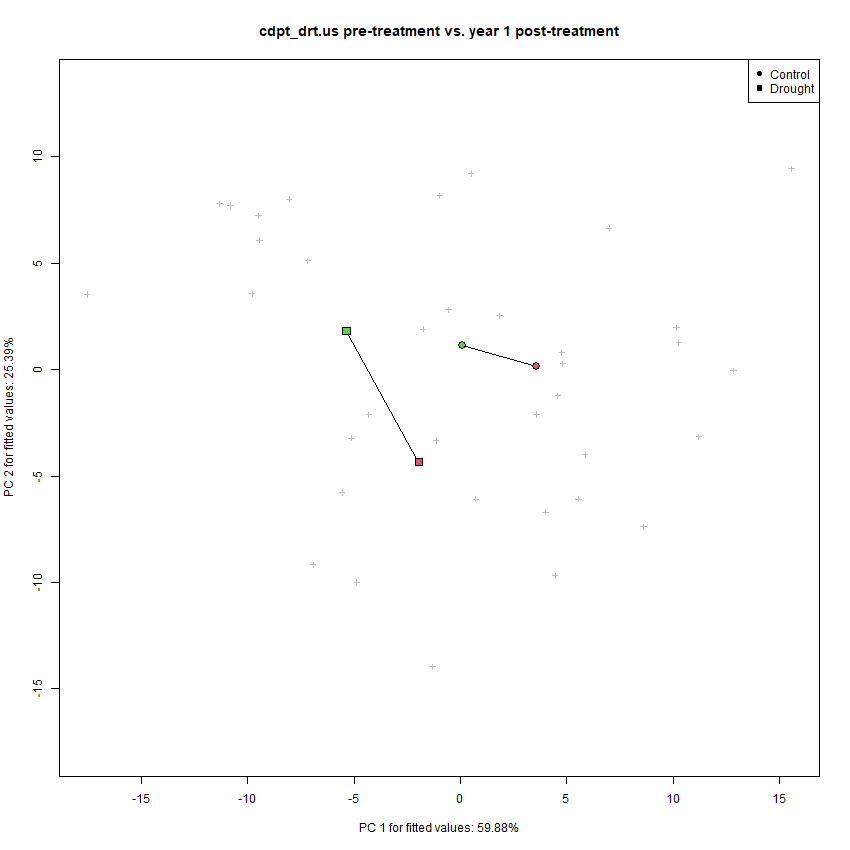 cdpt_drt.us pre-treatment vs. year 1 post-treatment
Control
Drought
10
5
0
-5
-10
-15
PC 2 for fitted values: 25.39%
-15
-10
-5
0
5
10
15
PC 1 for fitted values: 59.88%